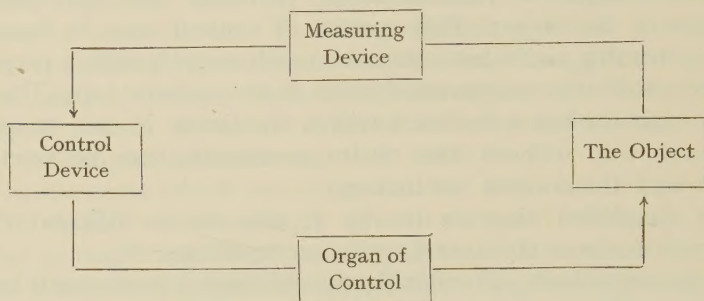 Measuring
Device
Control
Device
The Object
Organ of
Control